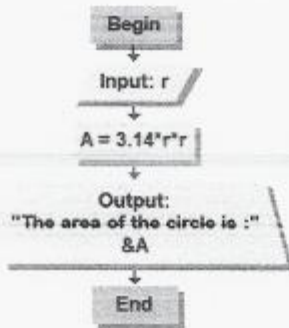 Begin
Input: r
A = 3.14*r*r
Output:
"The area of the circle is :"
&A
End